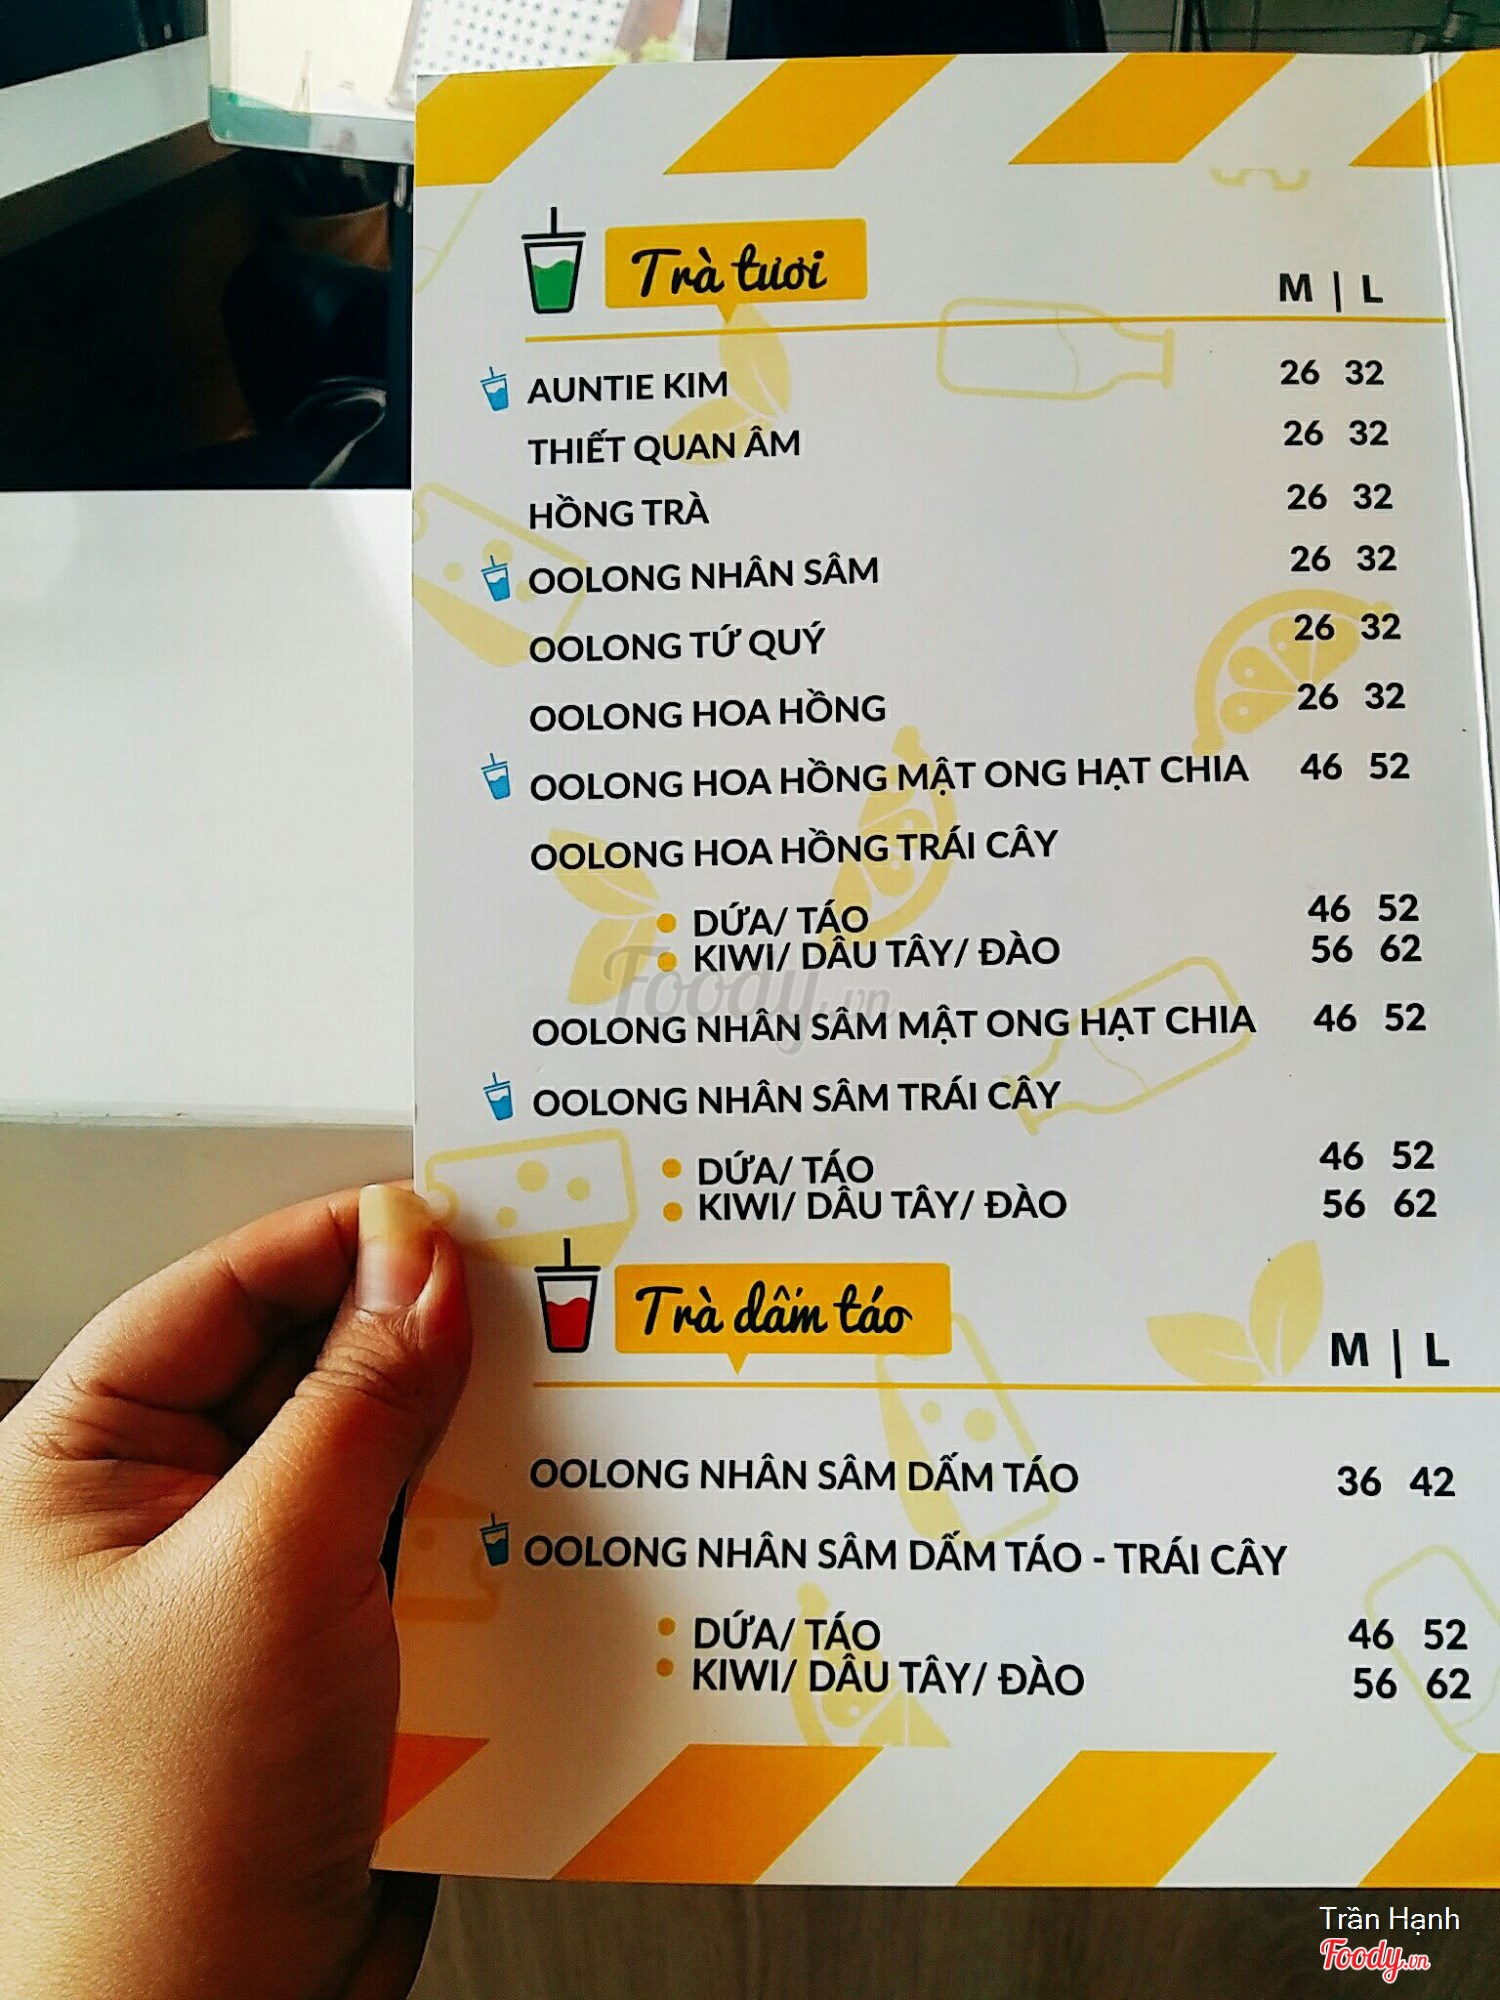 Trà tươi
M | L
AUNTIE KIM 26 32
THIẾT QUAN ÂM 26 32
HỒNG TRÀ 26 32
OOLONG NHÂN SÂM 26 32
OOLONG TỨ QUÝ 26 32
OOLONG HOA HỒNG 26 32
OOLONG HOA HỒNG MẬT ONG HẠT CHIA 46 52
OOLONG HOA HỒNG TRÁI CÂY
DỨA/ TÁO 46 52
KIWI/ DÂU TÂY/ ĐÀO 56 62
Foody.vn
OOLONG NHÂN SÂM MẬT ONG HẠT CHIA 46 52
OOLONG NHÂN SÂM TRÁI CÂY
DỨA/ TÁO 46 52
KIWI/ DÂU TÂY/ ĐÀO 56 62
Trà dấm táo
M | L
OOLONG NHÂN SÂM DẤM TÁO 36 42
OOLONG NHÂN SÂM DẤM TÁO - TRÁI CÂY
DỨA/ TÁO 46 52
KIWI/ DÂU TÂY/ ĐÀO 56 62
Trần Hạnh
Foody.vn